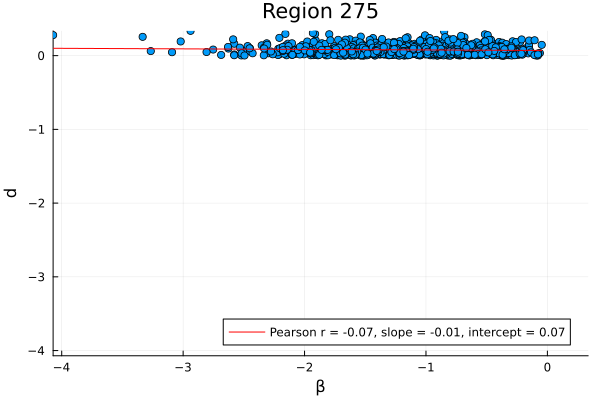 Region 275
d
0
−1
−2
−3
−4
−4 −3 −2 −1 0
β
Pearson r = -0.07, slope = -0.01, intercept = 0.07